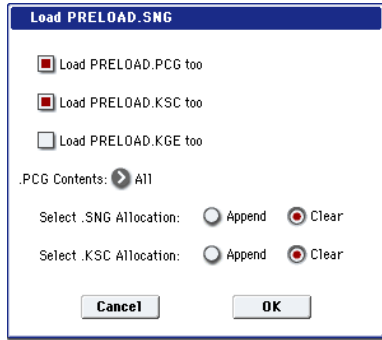 Load PRELOAD.SNG
Load PRELOAD.PCG too
Load PRELOAD.KSC too
Load PRELOAD.KGE too
.PCG Contents: All
Select .SNG Allocation: Append Clear
Select .KSC Allocation: Append Clear
Cancel OK